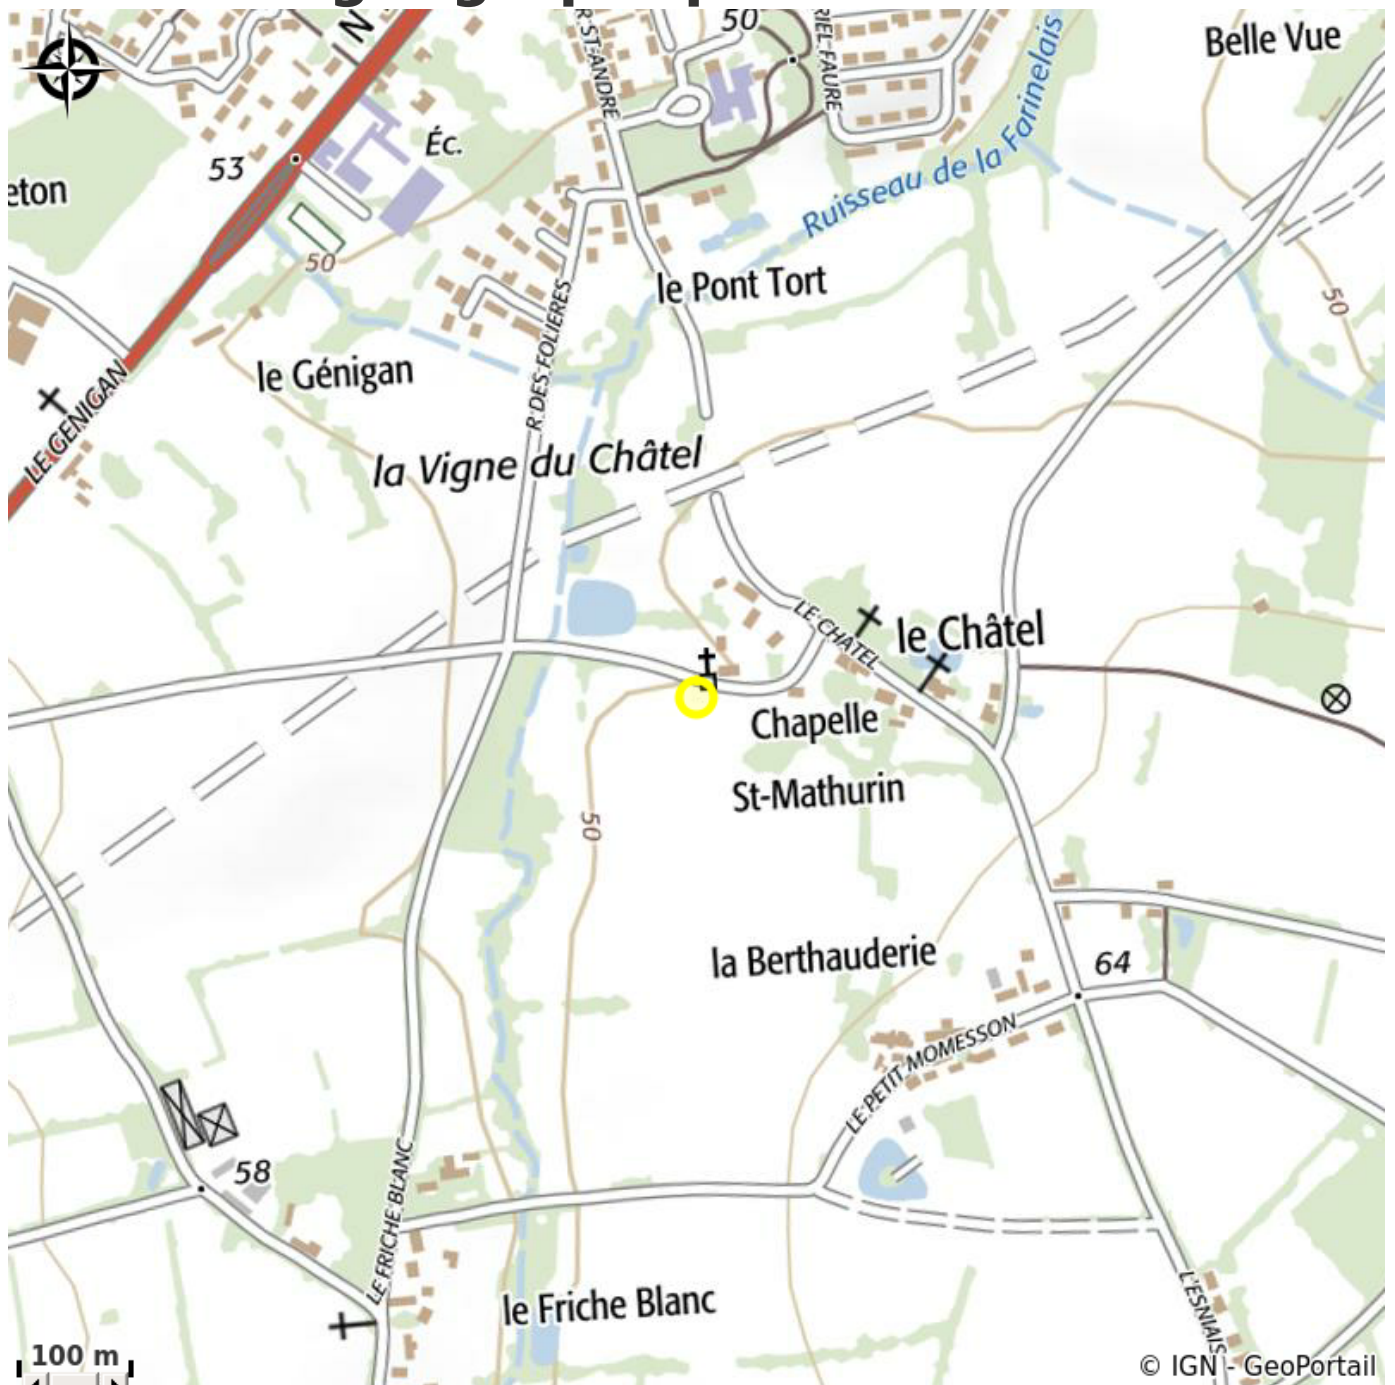 50
R ST-ANDRE
RIEL FAURE
Belle Vue
N
Éc.
53
eton
Ruisseau de la Farinelais
50
le Pont Tort
50
R DES FOLIERES
le Génigan
LE GENIGAN
la Vigne du Châtel
LE CHATEL
le Châtel
Chapelle
St-Mathurin
50
la Berthauderie
64
LE PETIT MOMESSON
58
LE FRICHE BLANC
le Friche Blanc
L'ESNIAIS
100 m
© IGN - GeoPortail